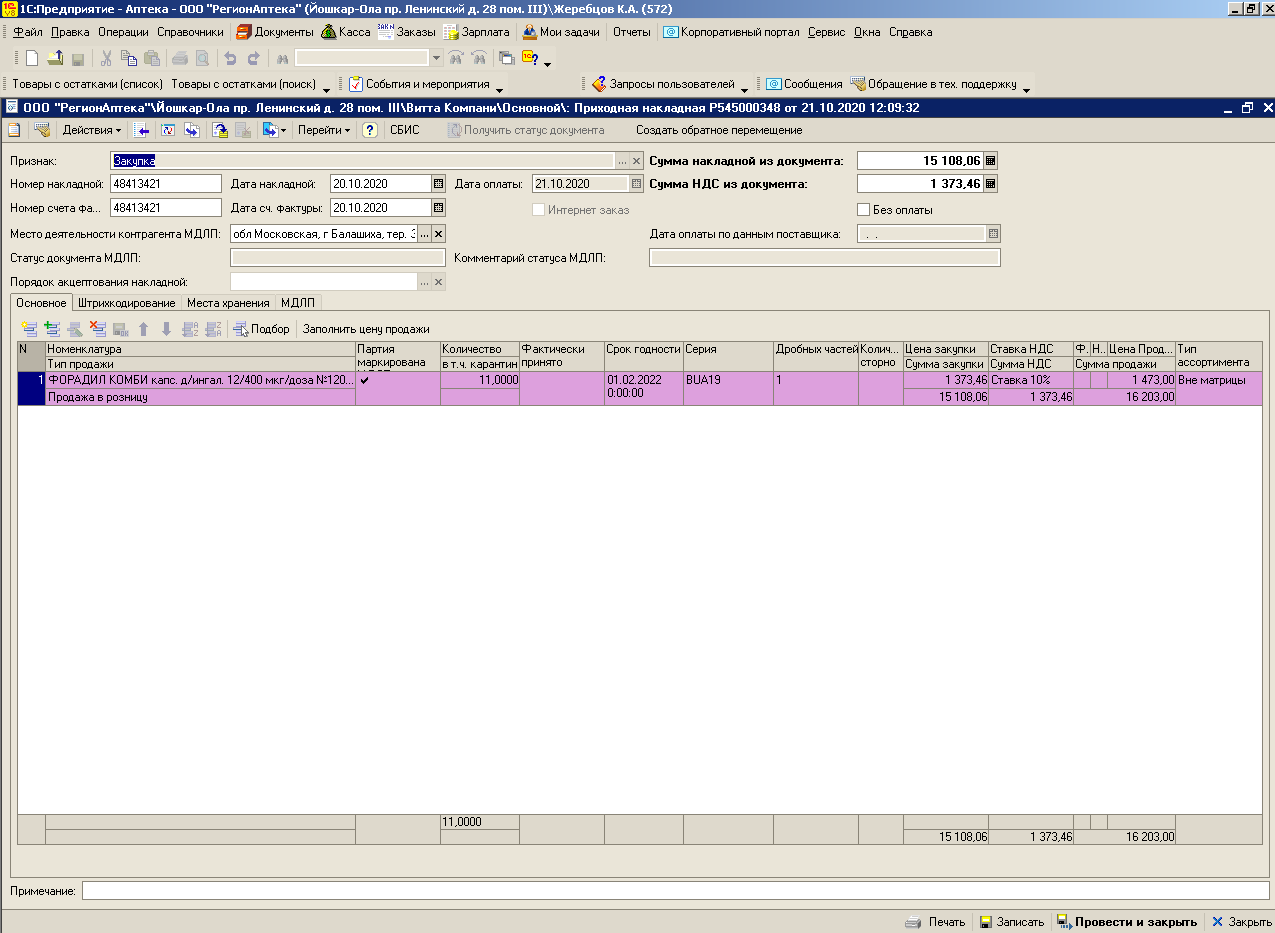 1С:Предприятие - Аптека - ООО "РегионАптека" (Йошкар-Ола пр. Ленинский д. 28 пом. III)\Жеребцов К.А. (572)
Файл Правка Операции Справочники Документы Касса Заказы Зарплата Мои задачи Отчеты Корпоративный портал Сервис Окна Справка
Товары с остатками (список) Товары с остатками (поиск) События и мероприятия Запросы пользователей Сообщения Обращение в тех. поддержку
ООО "РегионАптека"\Йошкар-Ола пр. Ленинский д. 28 пом. III\Витта Компани\Основной\: Приходная накладная Р545000348 от 21.10.2020 12:09:32
Действия Перейти СБИС Получить статус документа Создать обратное перемещение
Признак: Закупка ... Сумма накладной из документа: 15 108,06
Номер накладной: 48413421 Дата накладной: 20.10.2020 Дата оплаты: 21.10.2020 Сумма НДС из документа: 1 373,46
Номер счета фа... 48413421 Дата сч. фактуры: 20.10.2020 Интернет заказ Без оплаты
Место деятельности контрагента МДЛП: обл Московская, г Балашиха, тер. ... Дата оплаты по данным поставщика: . .
Статус документа МДЛП: Комментарий статуса МДЛП:
Порядок акцептования накладной: ...
Основное Штрихкодирование Места хранения МДЛП
Подбор Заполнить цену продажи
N Номенклатура Партия Количество Фактически Срок годности Серия Дробных частей Колич... Цена закупки Ставка НДС Ф. Н.. Цена Прод... Тип
Тип продажи маркирована в т.ч. карантин принято сторно Сумма закупки Сумма НДС Сумма продажи ассортимента
1 ФОРАДИЛ КОМБИ капс. д/ингал. 12/400 мкг/доза №120... ✔ 11,0000 01.02.2022 BUA19 1 1 373,46 Ставка 10% 1 473,00 Вне матрицы
Продажа в розницу 0:00:00 15 108,06 1 373,46 16 203,00
11,0000
15 108,06 1 373,46 16 203,00
Примечание:
Печать Записать Провести и закрыть Закрыть